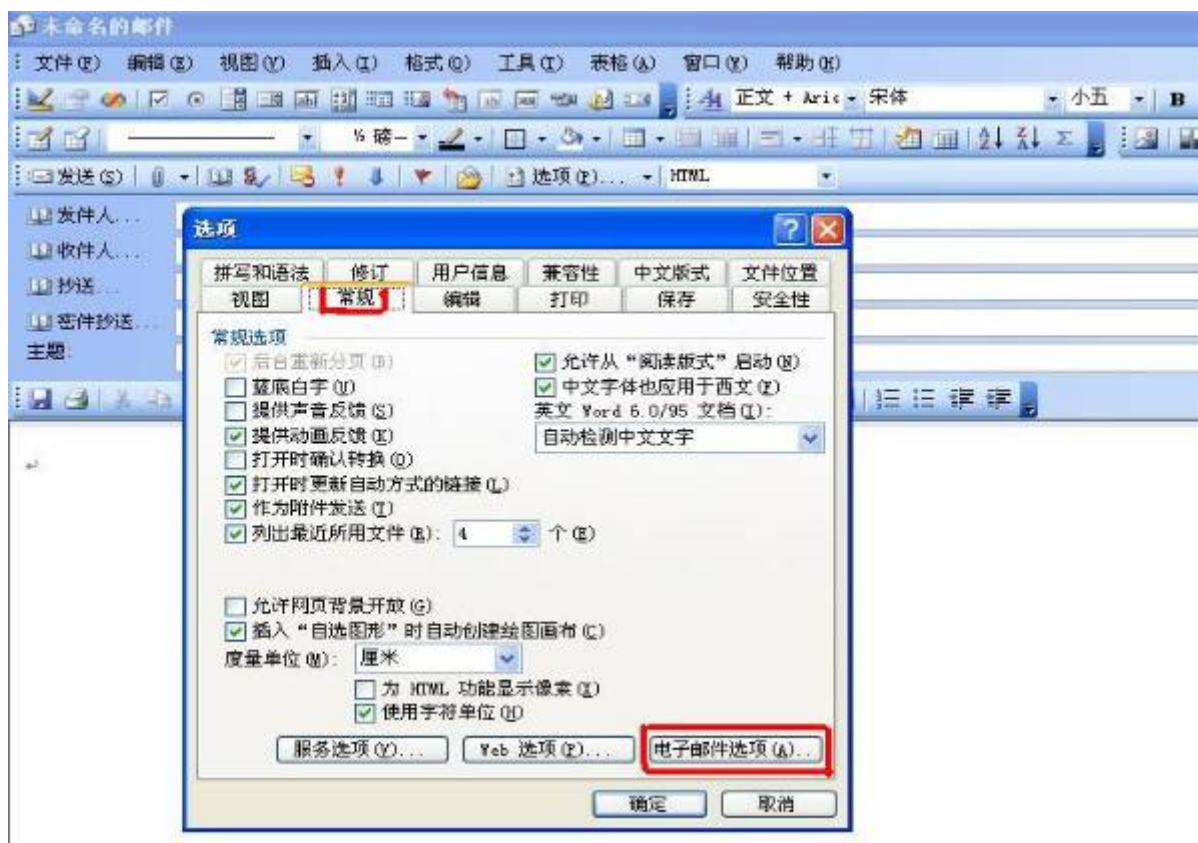 未命名的邮件
文件(F) 编辑(E) 视图(V) 插入(I) 格式(O) 工具(T) 表格(A) 窗口(W) 帮助(H)
正文 + Aria 宋体 小五 B
½ 磅
发送(S) 选项(P)... HTML
发件人...
收件人...
抄送...
密件抄送...
主题:
选项
拼写和语法 修订 用户信息 兼容性 中文版式 文件位置
视图 常规 编辑 打印 保存 安全性
常规选项
后台重新分页(B) 允许从“阅读版式”启动(N)
蓝底白字(U) 中文字体也应用于西文(F)
提供声音反馈(S) 英文 Word 6.0/95 文档(I):
提供动画反馈(K) 自动检测中文文字
打开时确认转换(O)
打开时更新自动方式的链接(L)
作为附件发送(T)
列出最近所用文件(R): 4 个(E)
允许网页背景开放(G)
插入“自选图形”时自动创建绘图画布(C)
度量单位(M): 厘米
为 HTML 功能显示像素(X)
使用字符单位(H)
服务选项(V)... Web 选项(P)... 电子邮件选项(A)..
确定 取消